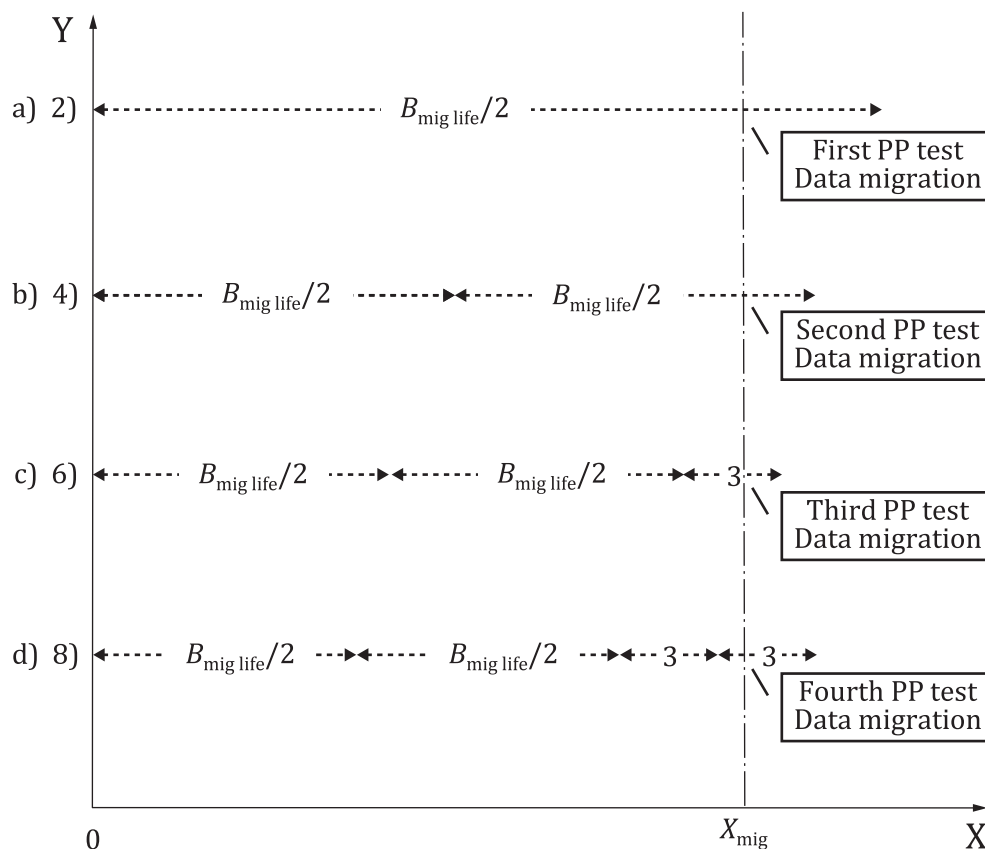 Y
a) 2) B_mig life/2
First PP test
Data migration
b) 4) B_mig life/2 B_mig life/2
Second PP test
Data migration
c) 6) B_mig life/2 B_mig life/2 3
Third PP test
Data migration
d) 8) B_mig life/2 B_mig life/2 3 3
Fourth PP test
Data migration
0 X_mig X